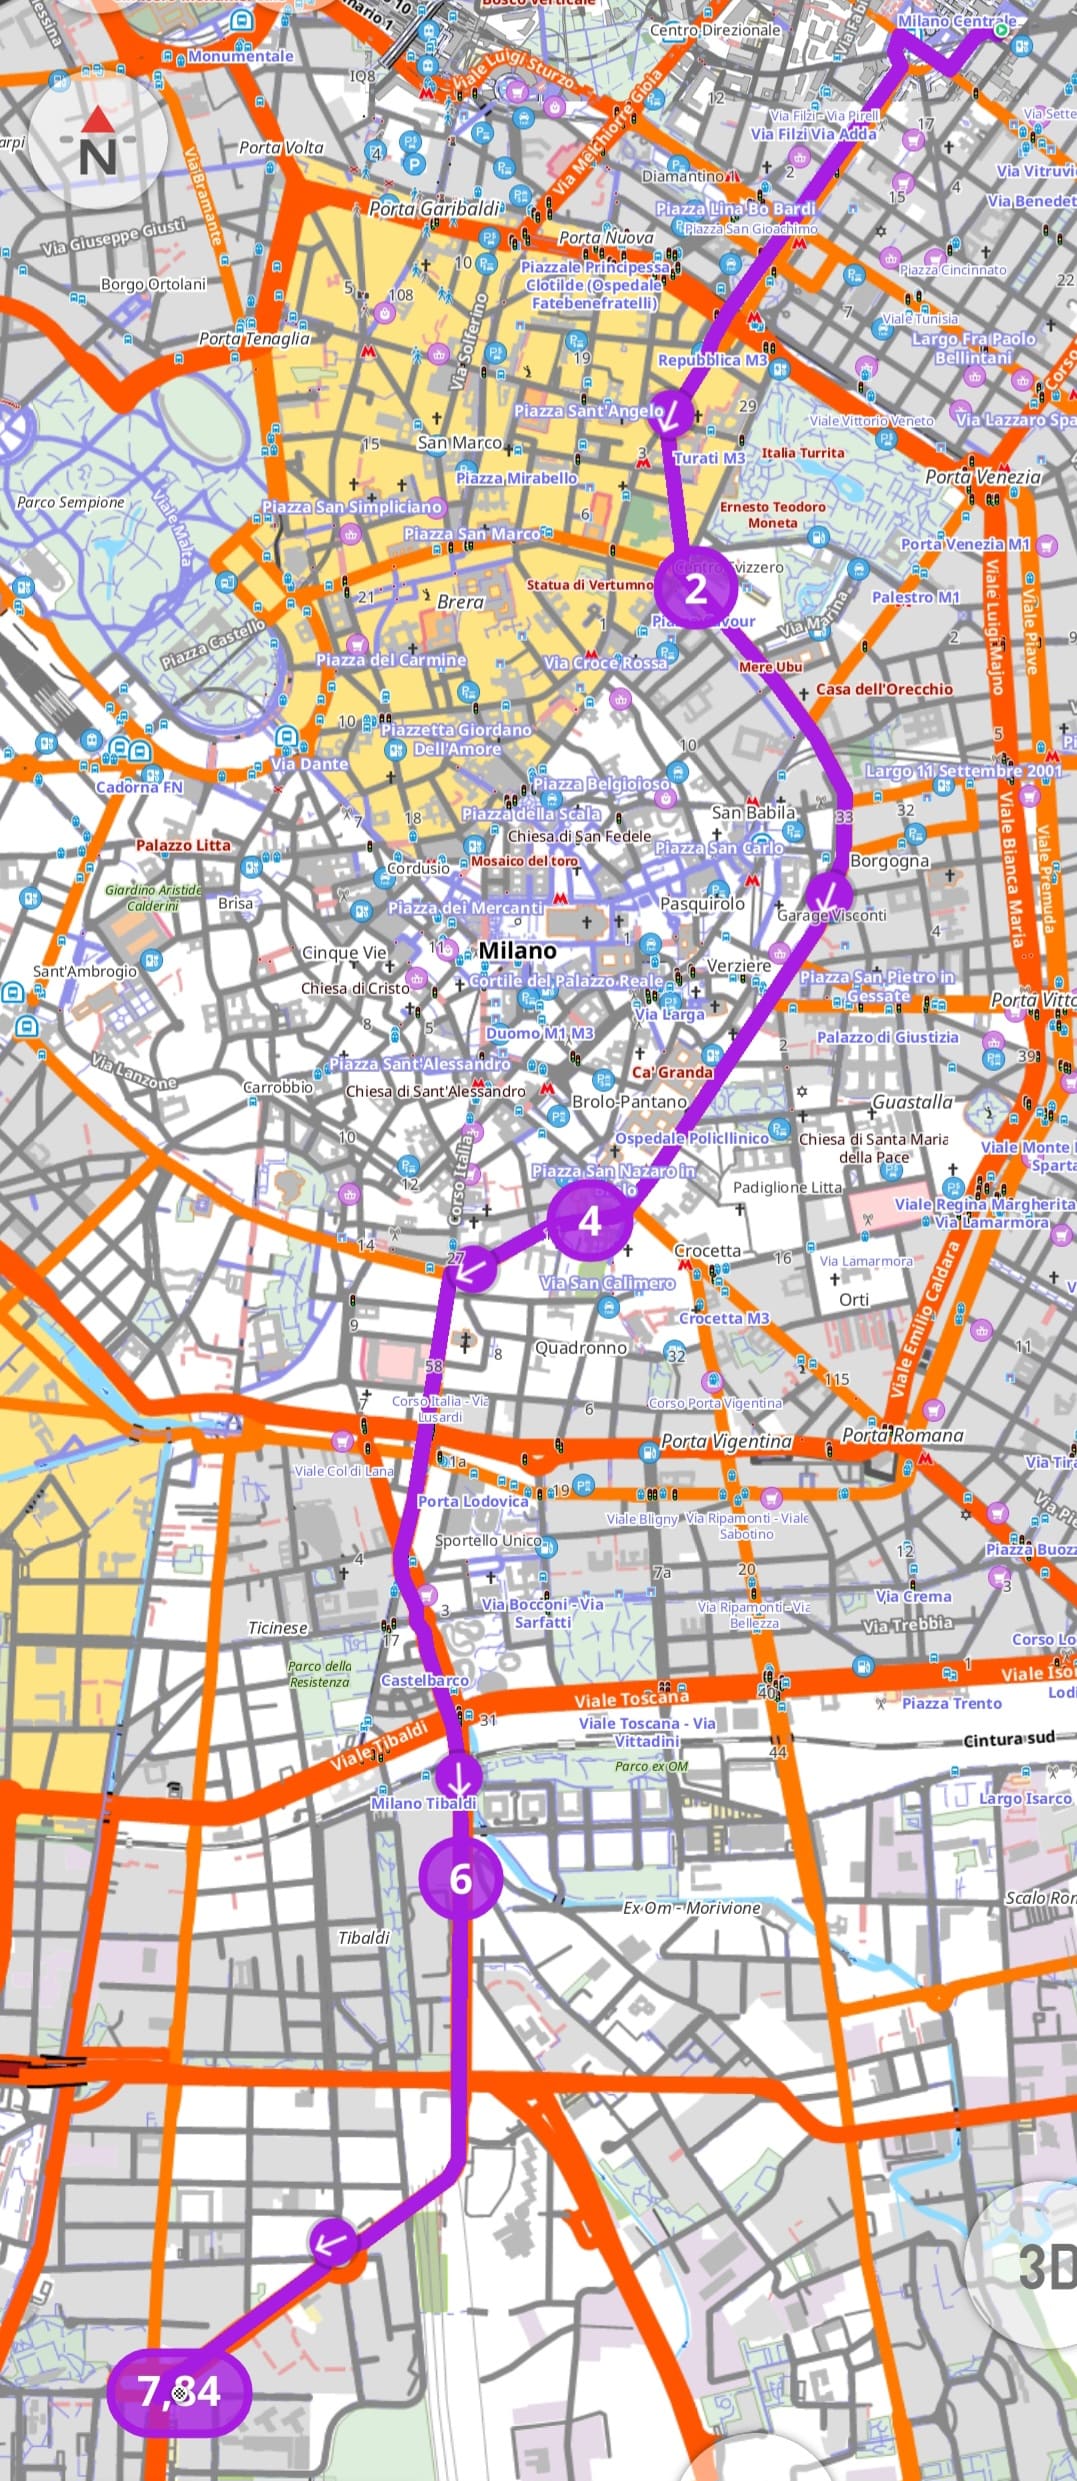 Bosco Verticale
Milano Centrale
Centro Direzionale
Monumentale
Viale Luigi Sturzo
IQ8
12
Via Melchiorre Gioia
17
Via Filzi - Via Pirelli
Via Filzi Via Adda
Via Sette
N
Porta Volta
4
Via Bramante
Diamantino
2
15
4
Via Vitruvi
Via Benedet
Piazza Lina Bo Bardi
Piazza San Gioachimo
Porta Garibaldi
Via Giuseppe Giusti
Porta Nuova
10
Piazzale Principessa
Clotilde (Ospedale
Fatebenefratelli)
Piazza Cincinnato
22
Borgo Ortolani
5
108
Via Solferino
7
Viale Tunisia
Porta Tenaglia
19
Largo Fra Paolo
Bellintani
Corso
Repubblica M3
Piazza Sant'Angelo
29
Viale Vittorio Veneto
Via Lazzaro Spa
15
San Marco
3
Turati M3
Italia Turrita
Piazza Mirabello
Porta Venezia
Parco Sempione
Viale Malta
Piazza San Simpliciano
6
Ernesto Teodoro
Moneta
Piazza San Marco
Porta Venezia M1
Centro Svizzero
2
Statua di Vertumno
21
Brera
Palestro M1
1
Piazza Cavour
Via Marina
Viale Luigi Majno
Viale Piave
2
9
Piazza Castello
Piazza del Carmine
Via Croce Rossa
Mere Ubu
Casa dell'Orecchio
10
Piazzetta Giordano
Dell'Amore
10
5
Via Dante
Cadorna FN
Piazza Belgioioso
Largo 11 Settembre 2001
7
18
Piazza della Scala
San Babila
33
32
Palazzo Litta
Chiesa di San Fedele
Piazza San Carlo
Cordusio
Mosaico del toro
Borgogna
Viale Bianca Maria
Viale Premuda
Giardino Aristide
Calderini
Brisa
Piazza dei Mercanti
Pasquirolo
Garage Visconti
4
Cinque Vie
11
Milano
1
Verziere
Sant'Ambrogio
Chiesa di Cristo
Cortile del Palazzo Reale
Piazza San Pietro in
Gessate
Porta Vitto
8
5
Via Larga
Duomo M1 M3
2
Palazzo di Giustizia
39
Via Lanzone
Piazza Sant'Alessandro
Ca' Granda
Carrobbio
Chiesa di Sant'Alessandro
Brolo-Pantano
Guastalla
10
Ospedale Policllinico
Chiesa di Santa Maria
della Pace
Viale Monte
Sparta
12
Corso Italia
Piazza San Nazaro in
Brolo
Padiglione Litta
Viale Regina Margherita
Via Lamarmora
4
14
27
Crocetta
16
Via Lamarmora
Via San Calimero
Orti
Viale Emilio Caldara
9
Crocetta M3
8
Quadronno
32
11
58
115
7
Corso Italia - Via
Lusardi
6
Corso Porta Vigentina
Porta Vigentina
Porta Romana
1a
Viale Col di Lana
19
Via Tira
Porta Lodovica
Viale Bligny
Via Ripamonti - Viale
Sabotino
Sportello Unico
Piazza Buozz
4
7a
20
12
3
3
Via Bocconi - Via
Sarfatti
Via Crema
Via Ripamonti - Via
Bellezza
Via Trebbia
Ticinese
17
Corso Lo
Parco della
Resistenza
Castelbarco
1
Viale Iso
40
Viale Toscana
31
Piazza Trento
Lod
Viale Tibaldi
Viale Toscana - Via
Vittadini
44
Cintura sud
Parco ex OM
Milano Tibaldi
Largo Isarco
6
Ex Om - Morivione
Scalo Ron
Tibaldi
3D
7,84